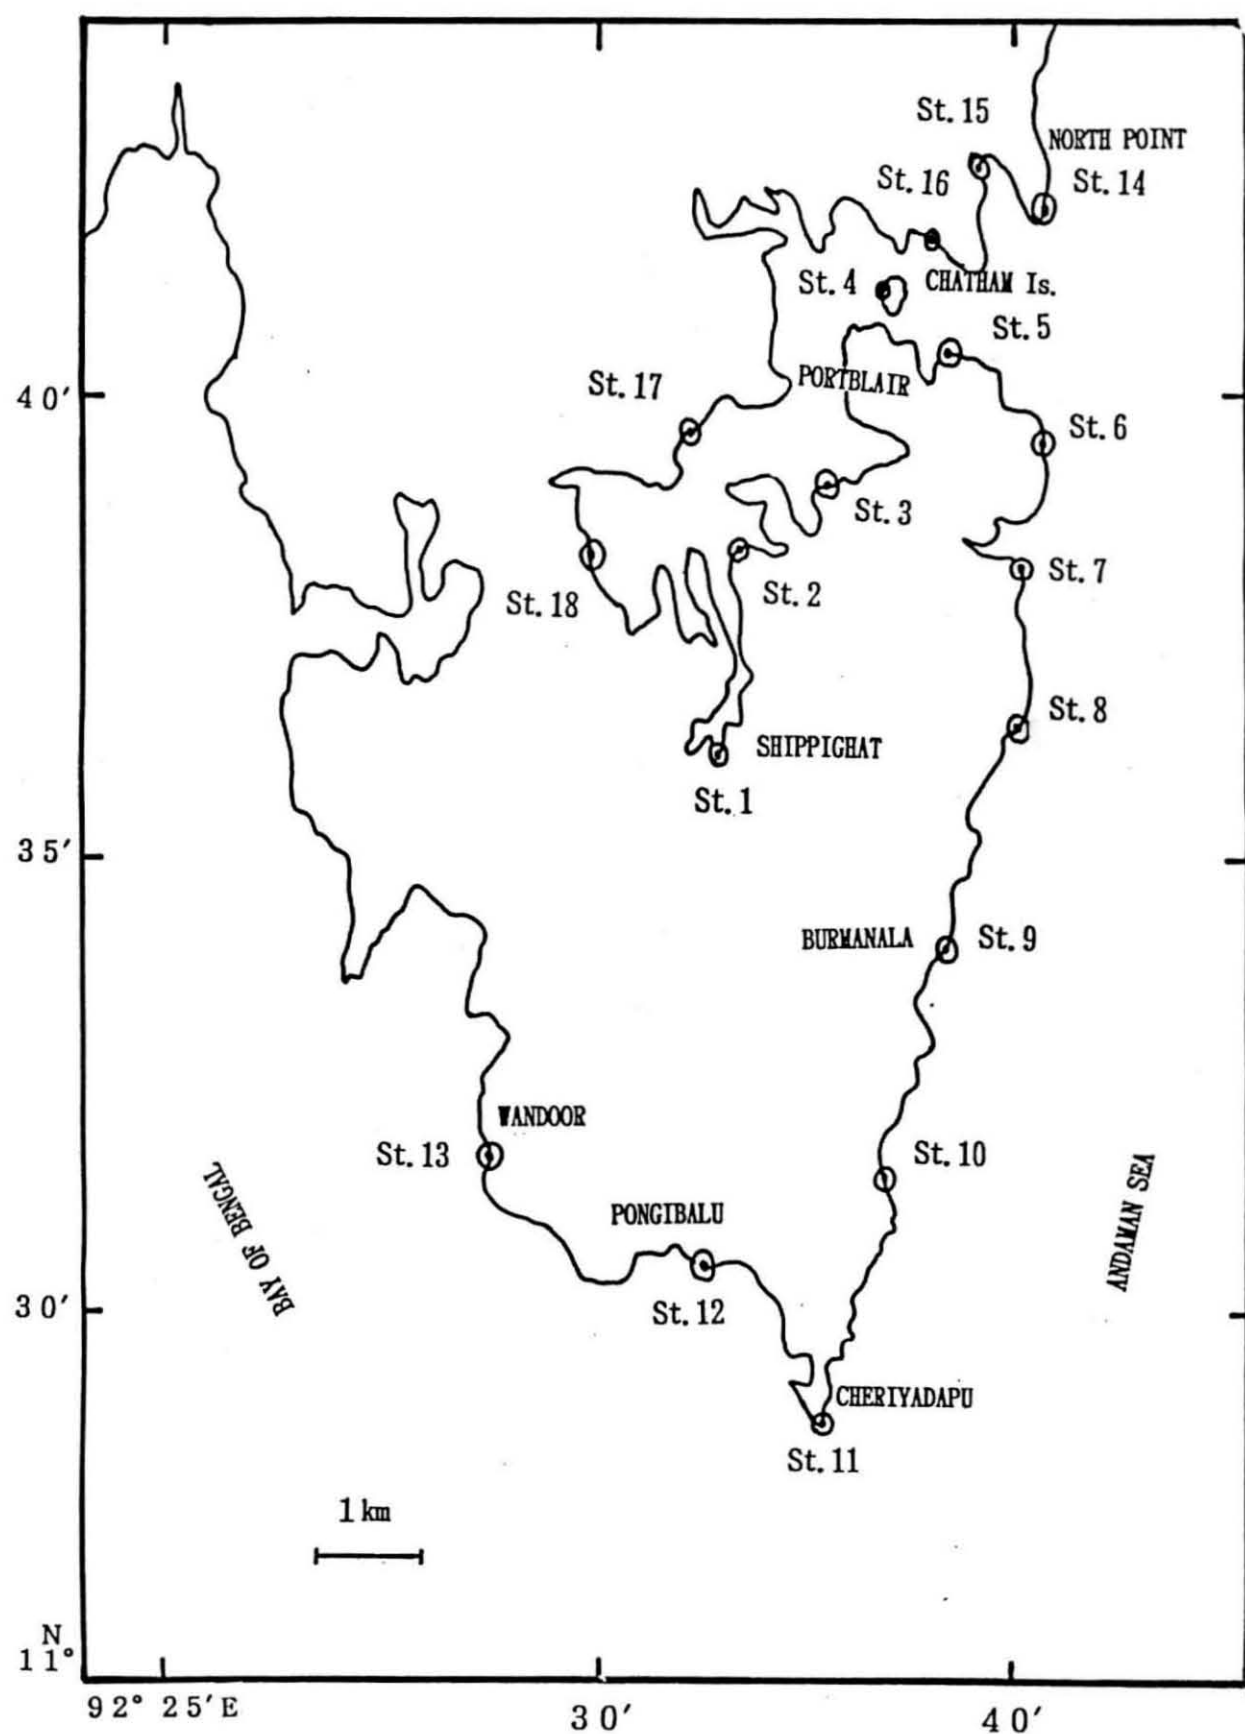 St. 15
NORTH POINT
St. 16
St. 14
St. 4
CHATHAM Is.
St. 5
St. 17
PORTBLAIR
40′
St. 6
St. 3
St. 7
St. 18
St. 2
St. 8
SHIPPIGHAT
St. 1
35′
BURMANALA
St. 9
WANDOOR
St. 13
St. 10
BAY OF BENGAL
ANDAMAN SEA
PONGIBALU
30′
St. 12
CHERIYADAPU
St. 11
1 km
N
11°
92° 25′E
30′
40′